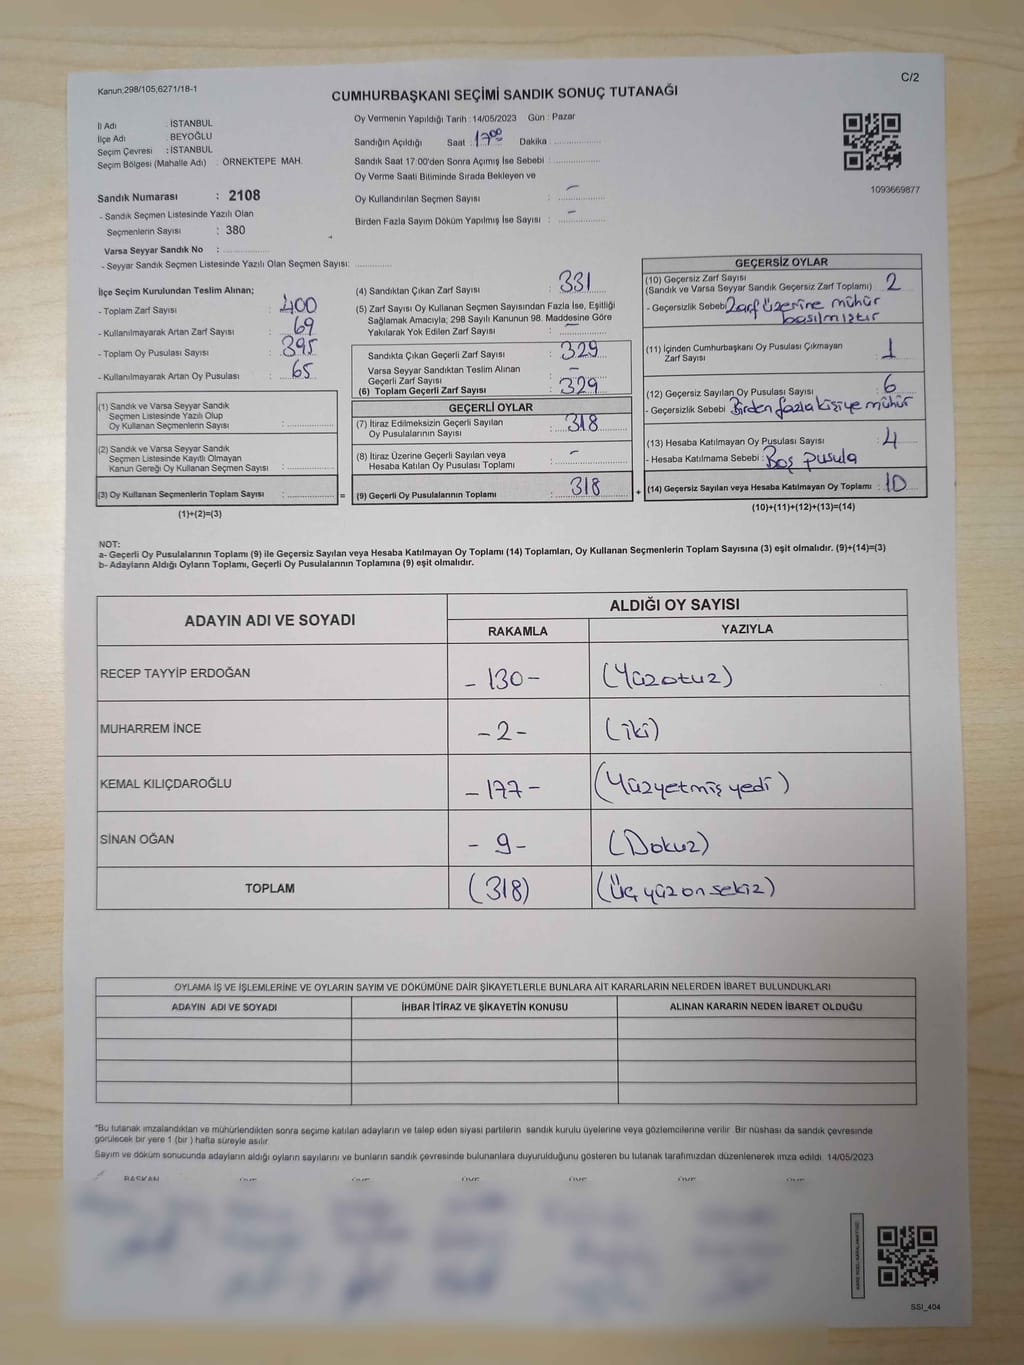 Kanun;298/105,6271/18-1
C/2
CUMHURBAŞKANI SEÇİMİ SANDIK SONUÇ TUTANAĞI
İl Adı : İSTANBUL
İlçe Adı : BEYOĞLU
Seçim Çevresi : İSTANBUL
Seçim Bölgesi (Mahalle Adı) : ÖRNEKTEPE MAH.
Sandık Numarası : 2108
- Sandık Seçmen Listesinde Yazılı Olan
Seçmenlerin Sayısı : 380
Varsa Seyyar Sandık No :
- Seyyar Sandık Seçmen Listesinde Yazılı Olan Seçmen Sayısı:
Oy Vermenin Yapıldığı Tarih : 14/05/2023 Gün : Pazar
Sandığın Açıldığı Saat : 17 00 Dakika :
Sandık Saat 17:00'den Sonra Açımış İse Sebebi :
Oy Verme Saati Bitiminde Sırada Bekleyen ve
Oy Kullandırılan Seçmen Sayısı : -
Birden Fazla Sayım Döküm Yapılmış İse Sayısı : -
1093669877
İlçe Seçim Kurulundan Teslim Alınan;
- Toplam Zarf Sayısı : 400
- Kullanılmayarak Artan Zarf Sayısı : 69
- Toplam Oy Pusulası Sayısı : 395
- Kullanılmayarak Artan Oy Pusulası : 65
(1) Sandık ve Varsa Seyyar Sandık
Seçmen Listesinde Yazılı Olup
Oy Kullanan Seçmenlerin Sayısı :
(2) Sandık ve Varsa Seyyar Sandık
Seçmen Listesinde Kayıtlı Olmayan
Kanun Gereği Oy Kullanan Seçmen Sayısı :
(3) Oy Kullanan Seçmenlerin Toplam Sayısı : =
(1)+(2)=(3)
(4) Sandıktan Çıkan Zarf Sayısı : 331
(5) Zarf Sayısı Oy Kullanan Seçmen Sayısından Fazla İse, Eşitliği
Sağlamak Amacıyla; 298 Sayılı Kanunun 98. Maddesine Göre
Yakılarak Yok Edilen Zarf Sayısı : -
Sandıkta Çıkan Geçerli Zarf Sayısı : 329
Varsa Seyyar Sandıktan Teslim Alınan
Geçerli Zarf Sayısı : -
(6) Toplam Geçerli Zarf Sayısı : 329
GEÇERLİ OYLAR
(7) İtiraz Edilmeksizin Geçerli Sayılan
Oy Pusulalarının Sayısı : 318
(8) İtiraz Üzerine Geçerli Sayılan veya
Hesaba Katılan Oy Pusulası Toplamı : -
(9) Geçerli Oy Pusulalarının Toplamı : 318 +
GEÇERSİZ OYLAR
(10) Geçersiz Zarf Sayısı : 2
(Sandık ve Varsa Seyyar Sandık Geçersiz Zarf Toplamı)
- Geçersizlik Sebebi: Zarf üzerine mühür
basılmıştır
(11) İçinden Cumhurbaşkanı Oy Pusulası Çıkmayan
Zarf Sayısı : 1
(12) Geçersiz Sayılan Oy Pusulası Sayısı : 6
- Geçersizlik Sebebi : Birden fazla kişiye mühür
(13) Hesaba Katılmayan Oy Pusulası Sayısı : 4
- Hesaba Katılmama Sebebi : Boş pusula
(14) Geçersiz Sayılan veya Hesaba Katılmayan Oy Toplamı : 10
(10)+(11)+(12)+(13)=(14)
NOT:
a- Geçerli Oy Pusulalarının Toplamı (9) ile Geçersiz Sayılan veya Hesaba Katılmayan Oy Toplamı (14) Toplamları, Oy Kullanan Seçmenlerin Toplam Sayısına (3) eşit olmalıdır. (9)+(14)=(3)
b- Adayların Aldığı Oyların Toplamı, Geçerli Oy Pusulalarının Toplamına (9) eşit olmalıdır.
ADAYIN ADI VE SOYADI
ALDIĞI OY SAYISI
RAKAMLA YAZIYLA
RECEP TAYYİP ERDOĞAN - 130 - (Yüzotuz)
MUHARREM İNCE - 2 - (iki)
KEMAL KILIÇDAROĞLU - 177 - (Yüzyetmiş yedi)
SİNAN OĞAN - 9 - (Dokuz)
TOPLAM (318) (Üç yüz on sekiz)
OYLAMA İŞ VE İŞLEMLERİNE VE OYLARIN SAYIM VE DÖKÜMÜNE DAİR ŞİKAYETLERLE BUNLARA AİT KARARLARIN NELERDEN İBARET BULUNDUKLARI
ADAYIN ADI VE SOYADI İHBAR İTİRAZ VE ŞİKAYETİN KONUSU ALINAN KARARIN NEDEN İBARET OLDUĞU
*Bu tutanak imzalandıktan ve mühürlendikten sonra seçime katılan adayların ve talep eden siyasi partilerin sandık kurulu üyelerine veya gözlemcilerine verilir. Bir nüshası da sandık çevresinde
görülecek bir yere 1 (bir ) hafta süreyle asılır.
Sayım ve döküm sonucunda adayların aldığı oyların sayılarını ve bunların sandık çevresinde bulunanlara duyurulduğunu gösteren bu tutanak tarafımızdan düzenlenerek imza edildi. 14/05/2023
BAŞKAN ÜYE ÜYE ÜYE ÜYE ÜYE ÜYE
SSI_404